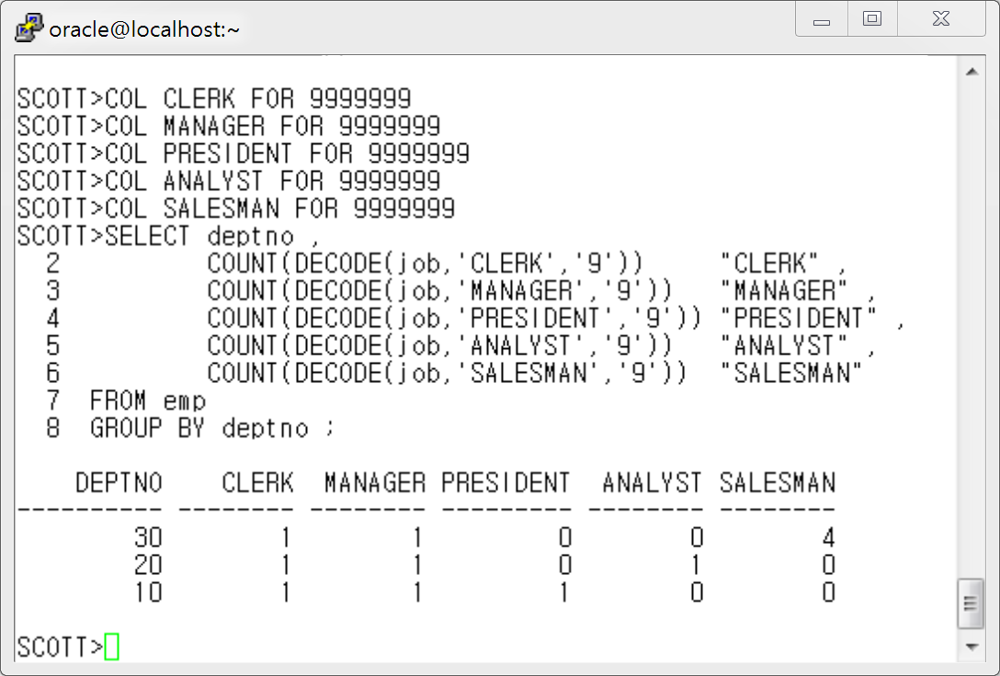 oracle@localhost:~
SCOTT>COL CLERK FOR 9999999
SCOTT>COL MANAGER FOR 9999999
SCOTT>COL PRESIDENT FOR 9999999
SCOTT>COL ANALYST FOR 9999999
SCOTT>COL SALESMAN FOR 9999999
SCOTT>SELECT deptno ,
  2          COUNT(DECODE(job,'CLERK','9'))     "CLERK" ,
  3          COUNT(DECODE(job,'MANAGER','9'))   "MANAGER" ,
  4          COUNT(DECODE(job,'PRESIDENT','9')) "PRESIDENT" ,
  5          COUNT(DECODE(job,'ANALYST','9'))   "ANALYST" ,
  6          COUNT(DECODE(job,'SALESMAN','9'))  "SALESMAN"
  7  FROM emp
  8  GROUP BY deptno ;
    DEPTNO    CLERK  MANAGER PRESIDENT  ANALYST SALESMAN
---------- -------- -------- --------- -------- --------
        30        1        1         0        0        4
        20        1        1         0        1        0
        10        1        1         1        0        0
SCOTT>